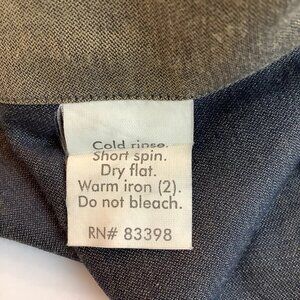 Cold rinse.
Short spin.
Dry flat.
Warm iron (2).
Do not bleach.
RN# 83398